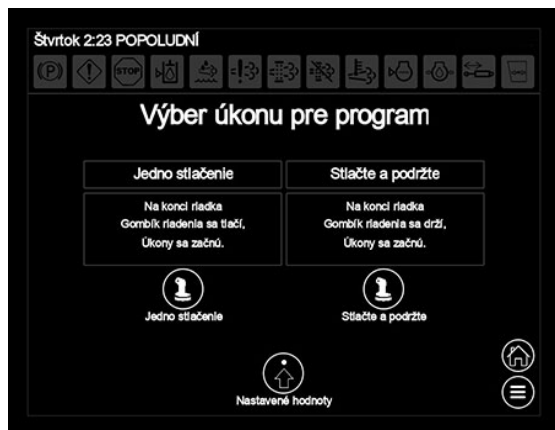 Štvrtok 2:23 POPOLUDNÍ
STOP
Výber úkonu pre program
Jedno stlačenie
Stlačte a podržte
Na konci riadka
Gombík riadenia sa tlačí,
Úkony sa začnú.
Na konci riadka
Gombík riadenia sa drží,
Úkony sa začnú.
Jedno stlačenie
Stlačte a podržte
Nastavené hodnoty